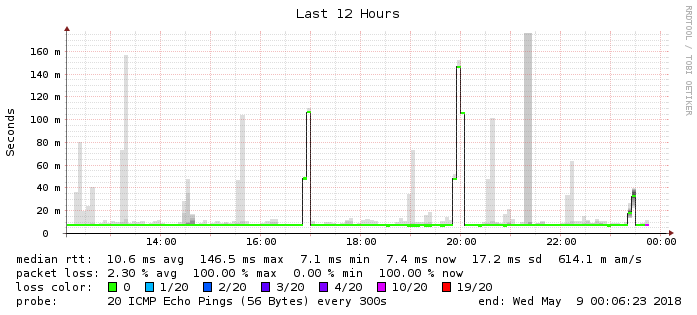 Last 12 Hours
RRDTOOL / TOBI OETIKER
Seconds
160 m
140 m
120 m
100 m
80 m
60 m
40 m
20 m
0
14:00 16:00 18:00 20:00 22:00 00:00
median rtt: 10.6 ms avg 146.5 ms max 7.1 ms min 7.4 ms now 17.2 ms sd 614.1 m am/s
packet loss: 2.30 % avg 100.00 % max 0.00 % min 100.00 % now
loss color: 0 1/20 2/20 3/20 4/20 10/20 19/20
probe: 20 ICMP Echo Pings (56 Bytes) every 300s end: Wed May 9 00:06:23 2018